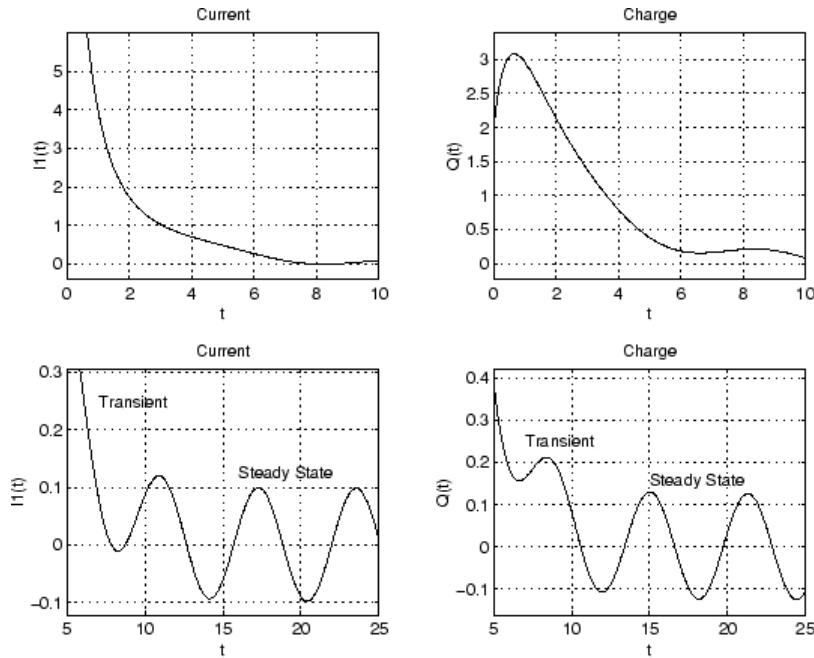 Current
I1(t)
5
4
3
2
1
0
0 2 4 6 8 10
t
Charge
Q(t)
3
2.5
2
1.5
1
0.5
0
0 2 4 6 8 10
t
Current
I1(t)
0.3
0.2
0.1
0
−0.1
Transient
Steady State
5 10 15 20 25
t
Charge
Q(t)
0.4
0.3
0.2
0.1
0
−0.1
Transient
Steady State
5 10 15 20 25
t